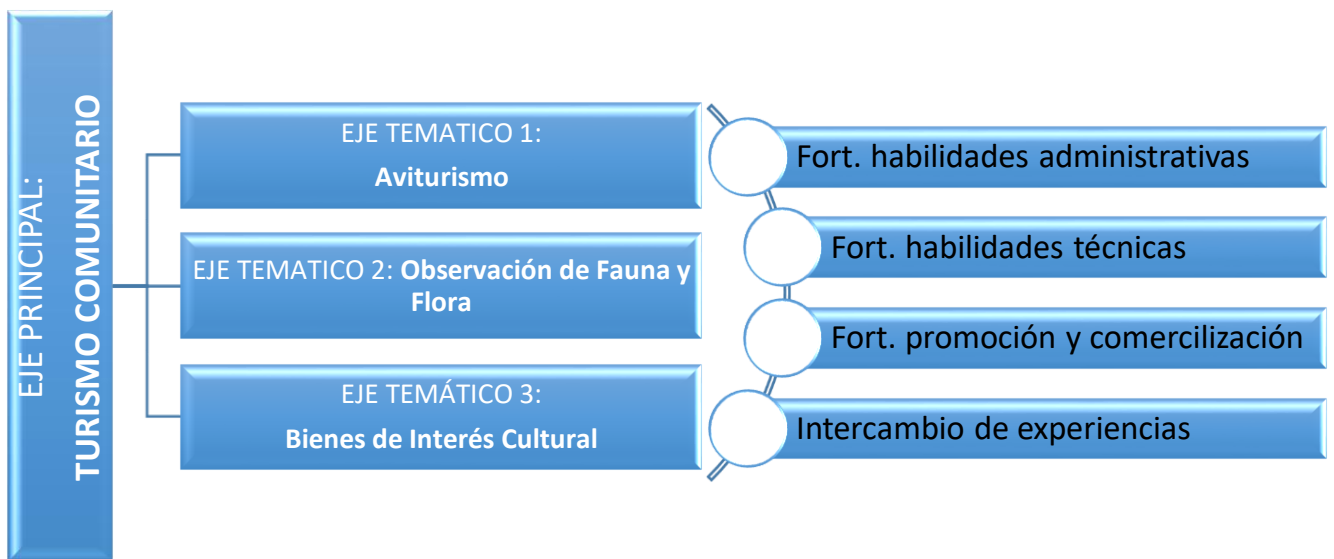 EJE PRINCIPAL:
TURISMO COMUNITARIO
EJE TEMATICO 1:
Aviturismo
EJE TEMATICO 2: Observación de Fauna y
Flora
EJE TEMÁTICO 3:
Bienes de Interés Cultural
Fort. habilidades administrativas
Fort. habilidades técnicas
Fort. promoción y comercilización
Intercambio de experiencias